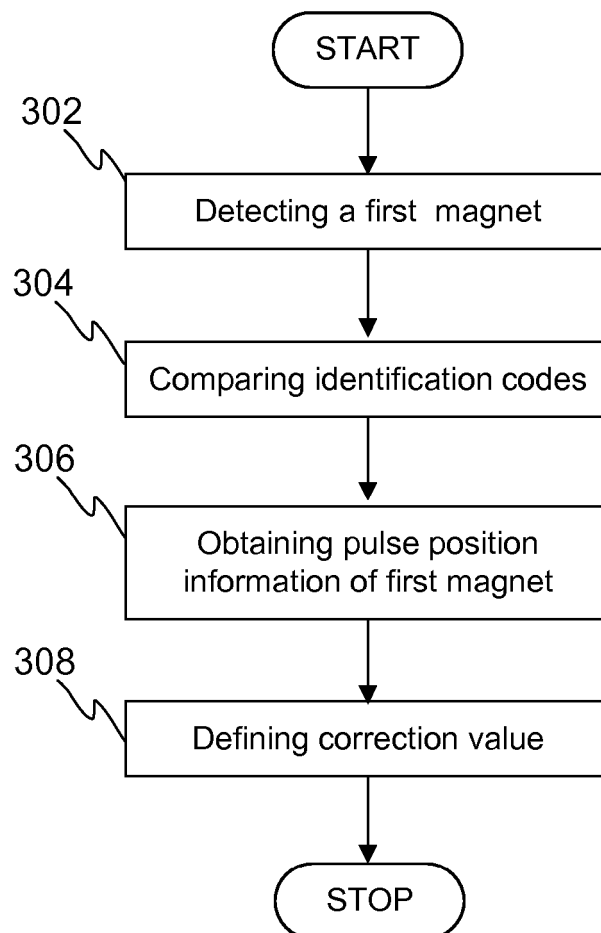 START
302
Detecting a first magnet
304
Comparing identification codes
306
Obtaining pulse position
information of first magnet
308
Defining correction value
STOP